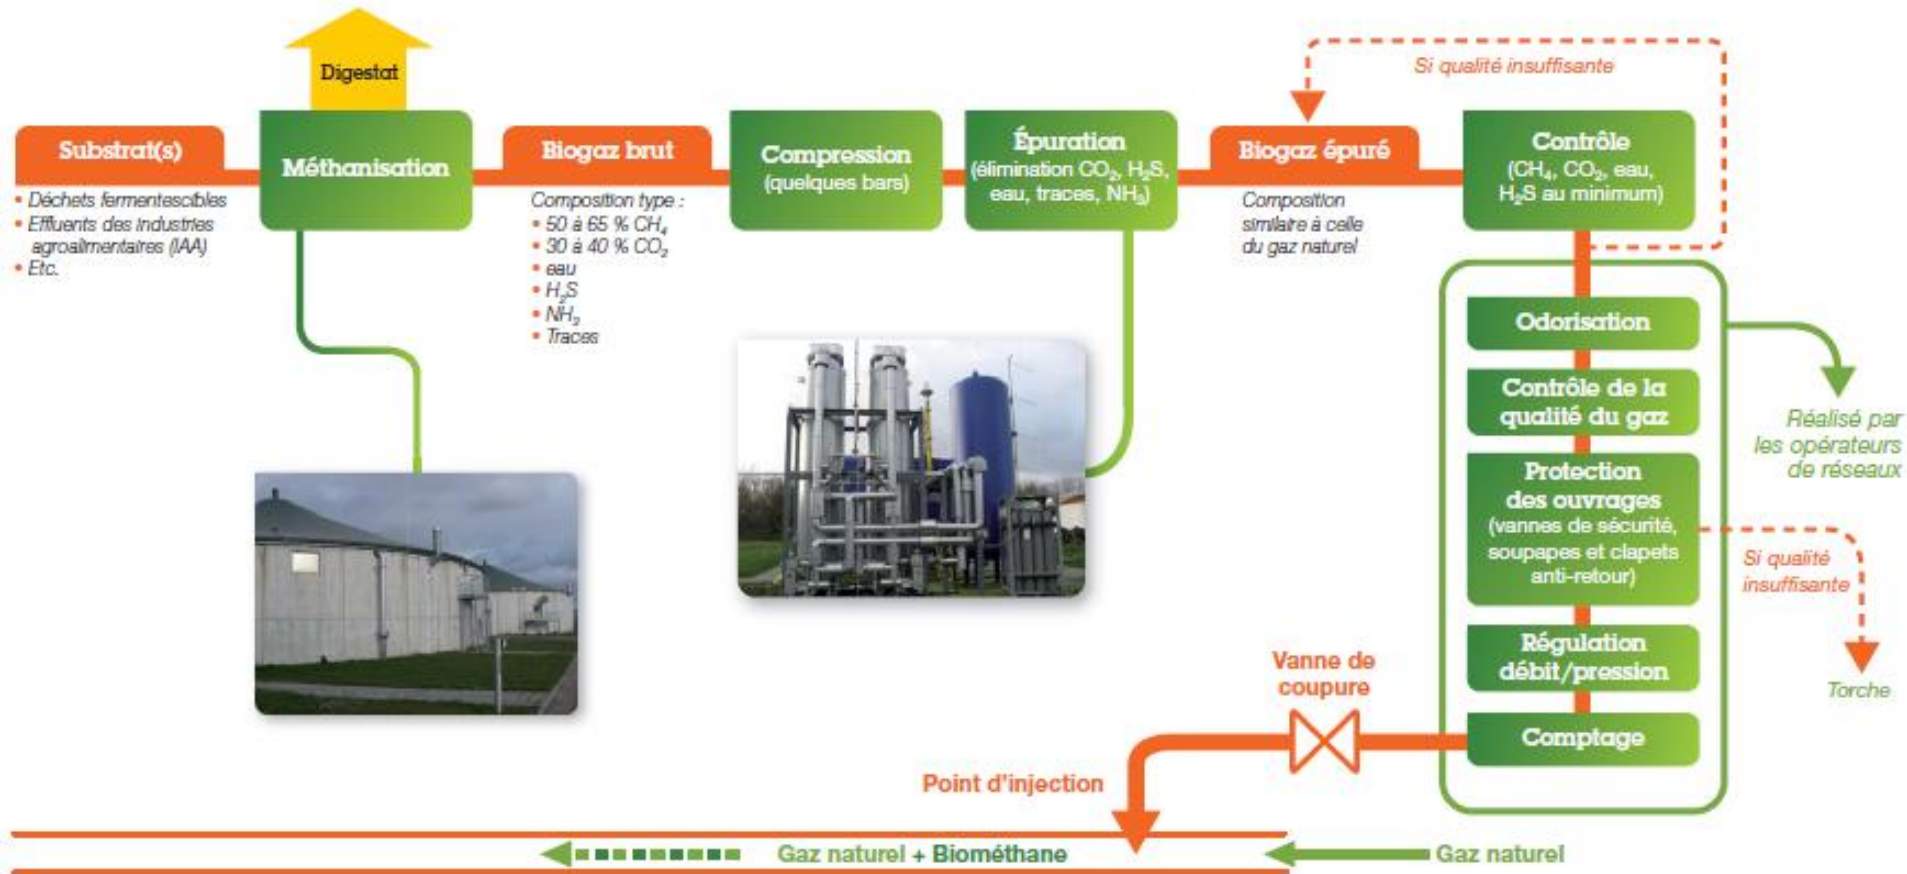 Digestat
Substrat(s)
• Déchets fermentescibles
• Effluents des industries
agroalimentaires (IAA)
• Etc.
Méthanisation
Biogaz brut
Composition type :
• 50 à 65 % CH₄
• 30 à 40 % CO₂
• eau
• H₂S
• NH₂
• Traces
Compression
(quelques bars)
Épuration
(élimination CO₂, H₂S,
eau, traces, NH₃)
Si qualité insuffisante
Biogaz épuré
Composition
similaire à celle
du gaz naturel
Contrôle
(CH₄, CO₂, eau,
H₂S au minimum)
Odorisation
Contrôle de la
qualité du gaz
Protection
des ouvrages
(vannes de sécurité,
soupapes et clapets
anti-retour)
Régulation
débit/pression
Comptage
Réalisé par
les opérateurs
de réseaux
Si qualité
insuffisante
Torche
Vanne de
coupure
Point d'injection
Gaz naturel + Biométhane
Gaz naturel